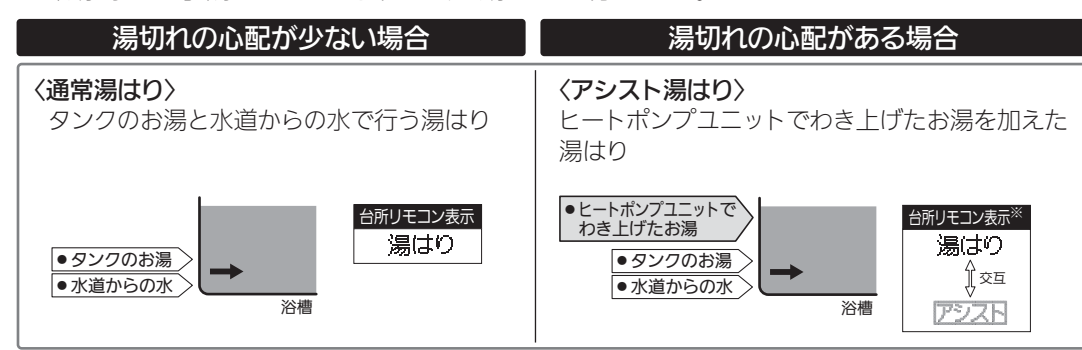 湯切れの心配が少ない場合
〈通常湯はり〉
タンクのお湯と水道からの水で行う湯はり
●タンクのお湯
●水道からの水
浴槽
台所リモコン表示
湯はり
湯切れの心配がある場合
〈アシスト湯はり〉
ヒートポンプユニットでわき上げたお湯を加えた
湯はり
●ヒートポンプユニットで
わき上げたお湯
●タンクのお湯
●水道からの水
浴槽
台所リモコン表示※
湯はり
交互
アシスト